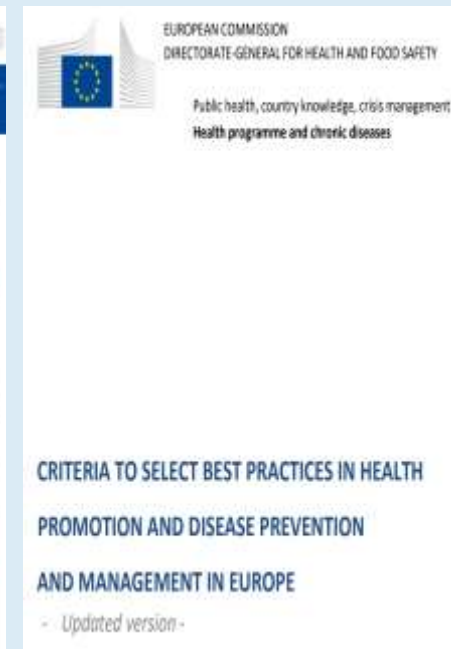 EUROPEAN COMMISSION
DIRECTORATE-GENERAL FOR HEALTH AND FOOD SAFETY
Public health, country knowledge, crisis management
Health programme and chronic diseases
CRITERIA TO SELECT BEST PRACTICES IN HEALTH
PROMOTION AND DISEASE PREVENTION
AND MANAGEMENT IN EUROPE
- Updated version -